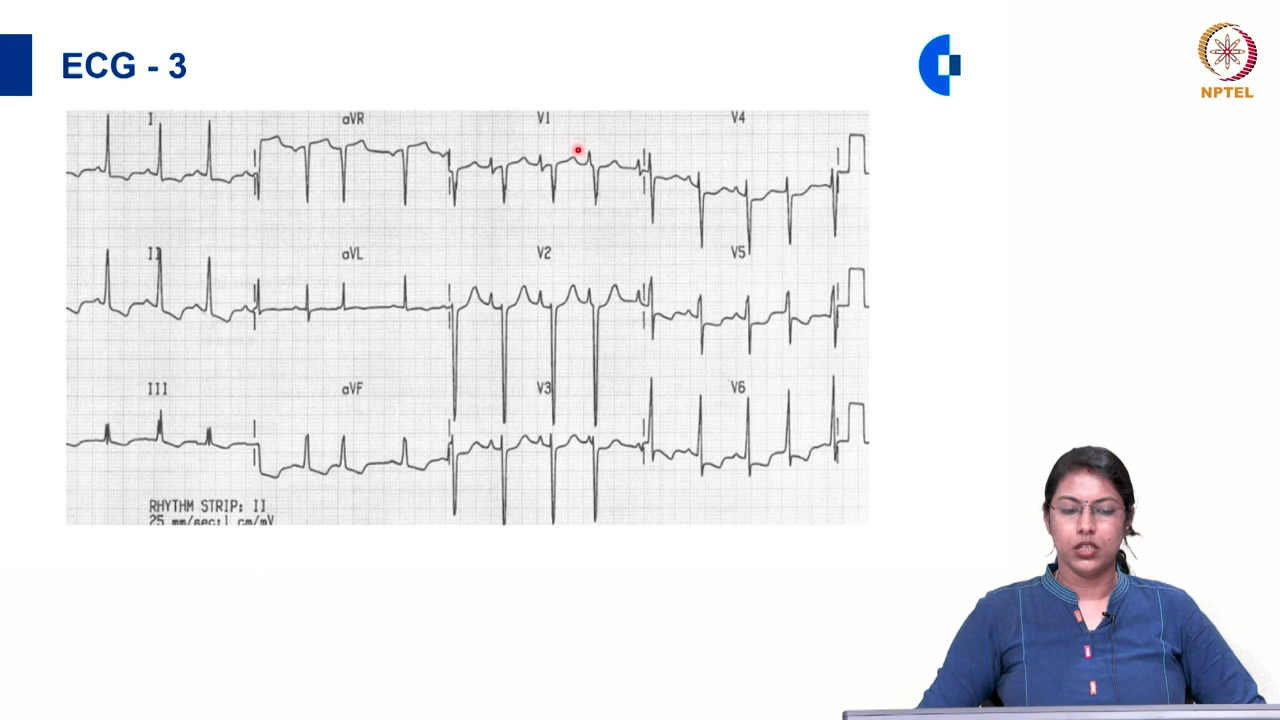 ECG - 3
NPTEL
I aVR V1 V4
II aVL V2 V5
III aVF V3 V6
RHYTHM STRIP: II
25 mm/sec:1 cm/mV